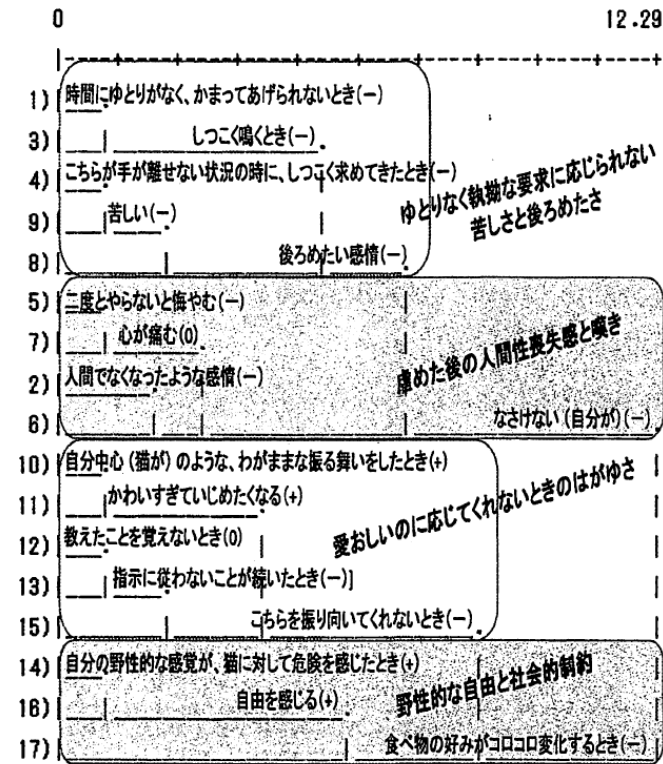 0 12.29
1) 時間にゆとりがなく、かまってあげられないとき(−)
3) しつこく鳴くとき(−)
4) こちらが手が離せない状況の時に、しつこく求めてきたとき(−)
9) 苦しい(−)
8) 後ろめたい感情(−)
ゆとりなく執拗な要求に応じられない
苦しさと後ろめたさ
5) 二度とやらないと悔やむ(−)
7) 心が痛む(0)
2) 人間でなくなったような感情(−)
6) なさけない(自分が)(−)
虐めた後の人間性喪失感と嘆き
10) 自分中心(猫が)のような、わがままな振る舞いをしたとき(+)
11) かわいすぎていじめたくなる(+)
12) 教えたことを覚えないとき(0)
13) 指示に従わないことが続いたとき(−)]
15) こちらを振り向いてくれないとき(−)
愛おしいのに応じてくれないときのはがゆさ
14) 自分の野性的な感覚が、猫に対して危険を感じたとき(+)
16) 自由を感じる(+)
17) 食べ物の好みがコロコロ変化するとき(−)
野性的な自由と社会的制約